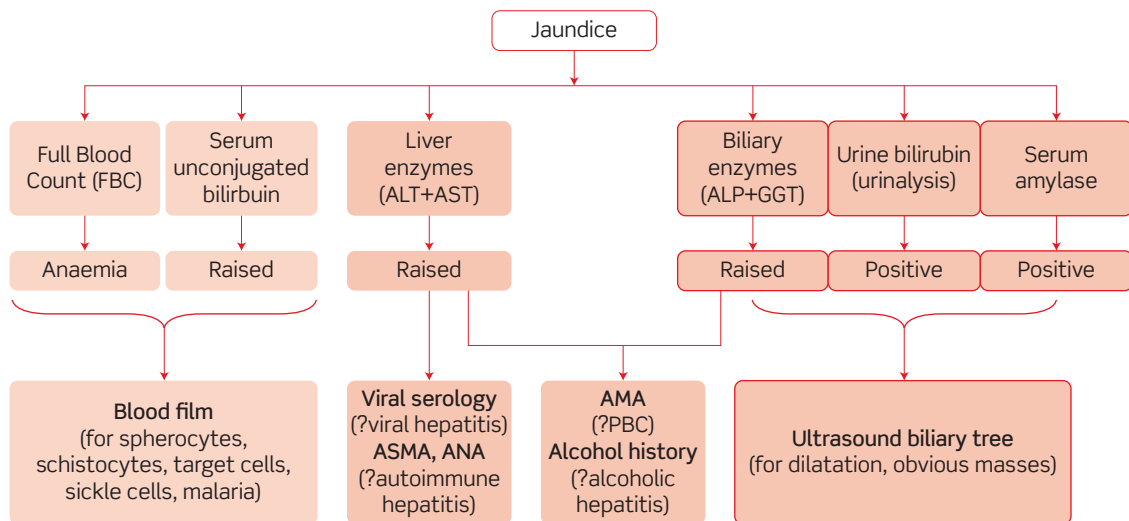 Jaundice
Full Blood
Count (FBC)
Serum
unconjugated
bilirbuin
Liver
enzymes
(ALT+AST)
Biliary
enzymes
(ALP+GGT)
Urine bilirubin
(urinalysis)
Serum
amylase
Anaemia
Raised
Raised
Raised
Positive
Positive
Blood film
(for spherocytes,
schistocytes, target cells,
sickle cells, malaria)
Viral serology
(?viral hepatitis)
ASMA, ANA
(?autoimmune
hepatitis)
AMA
(?PBC)
Alcohol history
(?alcoholic
hepatitis)
Ultrasound biliary tree
(for dilatation, obvious masses)